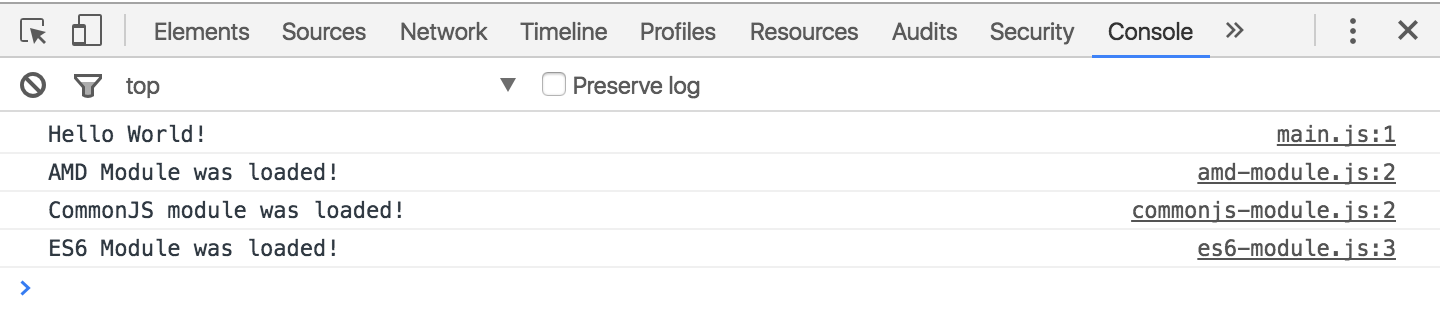 Elements Sources Network Timeline Profiles Resources Audits Security Console
top Preserve log
Hello World! main.js:1
AMD Module was loaded! amd-module.js:2
CommonJS module was loaded! commonjs-module.js:2
ES6 Module was loaded! es6-module.js:3